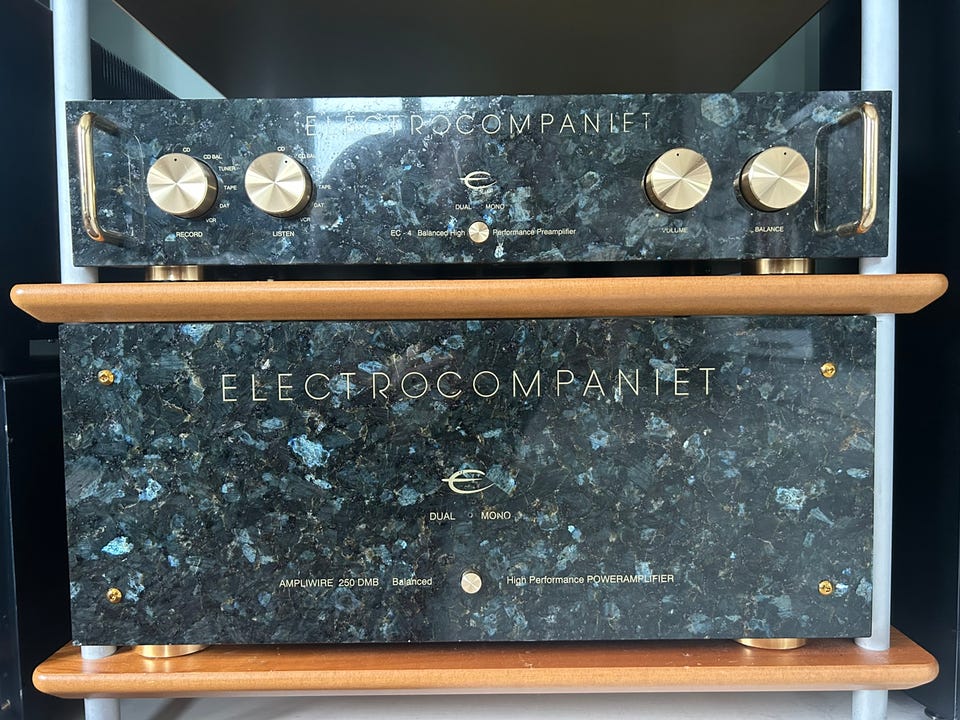 ELECTROCOMPANIET
CD CD
CD BAL CD BAL
TUNER
TAPE TAPE
DAT DAT
VCR VCR
DUAL MONO
RECORD LISTEN EC - 4 Balanced High Performance Preamplifier VOLUME BALANCE
ELECTROCOMPANIET
DUAL MONO
AMPLIWIRE 250 DMB Balanced High Performance POWERAMPLIFIER